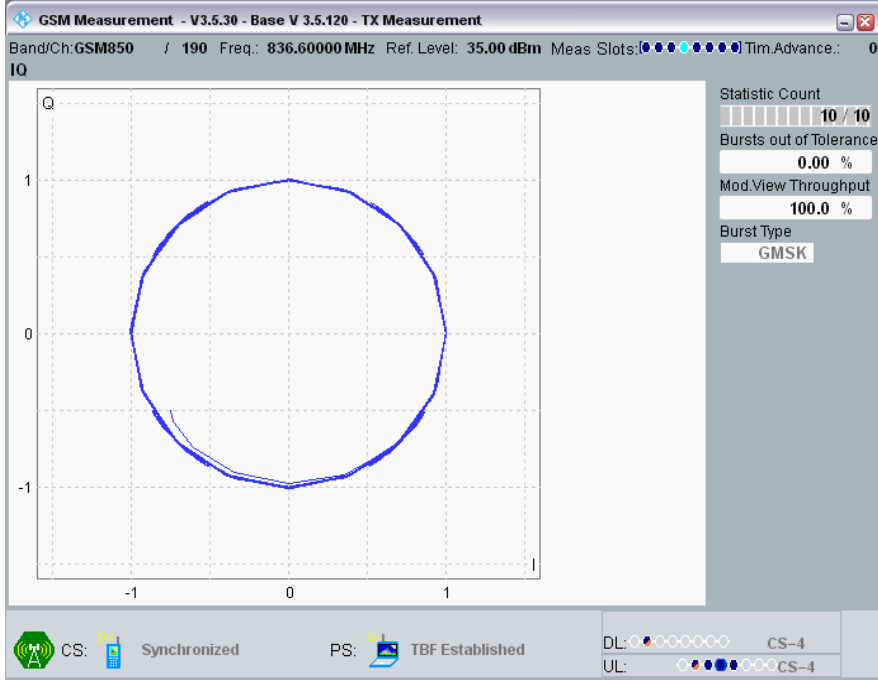 GSM Measurement - V3.5.30 - Base V 3.5.120 - TX Measurement
Band/Ch:GSM850 / 190 Freq.: 836.60000 MHz Ref. Level: 35.00 dBm Meas Slots: Tim.Advance.: 0
IQ
Q
Statistic Count
10 / 10
Bursts out of Tolerance
0.00 %
Mod.View Throughput
100.0 %
Burst Type
GMSK
1
0
-1
I
-1 0 1
CS: Synchronized PS: TBF Established
DL: CS-4
UL: CS-4